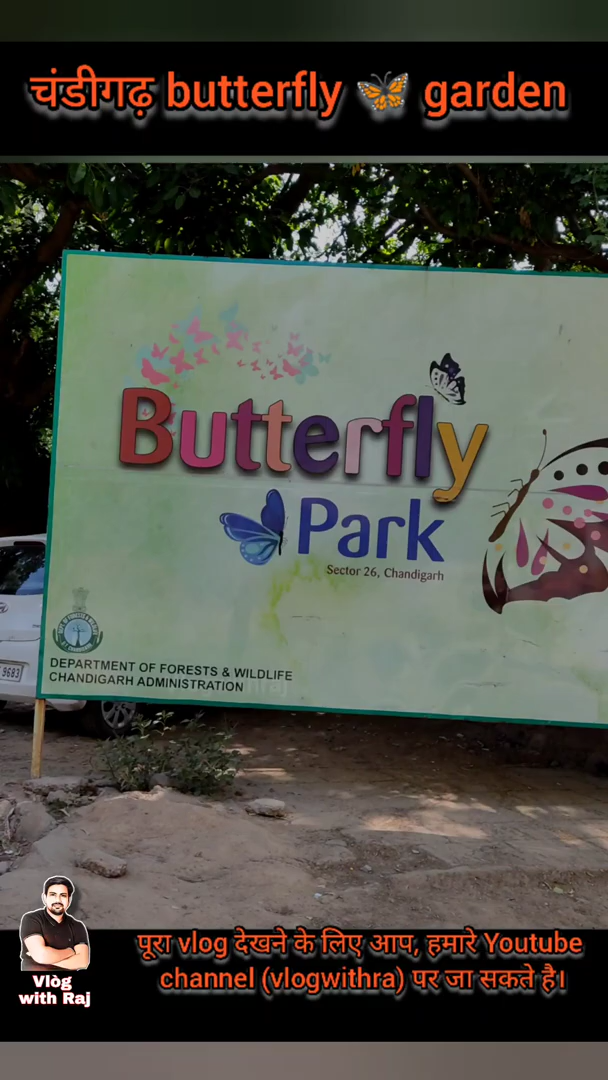 चंडीगढ़ butterfly 🦋 garden
Butterfly
Park
Sector 26, Chandigarh
DEPARTMENT OF FORESTS & WILDLIFE
CHANDIGARH ADMINISTRATION
9683
Vlòg
with Raj
पूरा vlog देखने के लिए आप, हमारे Youtube
channel (vlogwithra) पर जा सकते है।